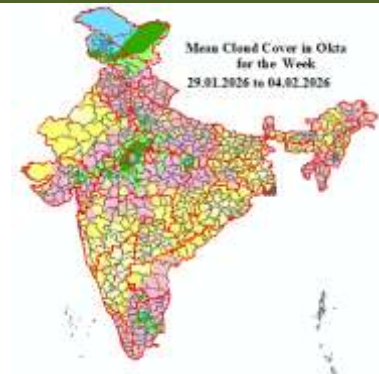 Mean Cloud Cover in Okta
for the Week
29.01.2026 to 04.02.2026